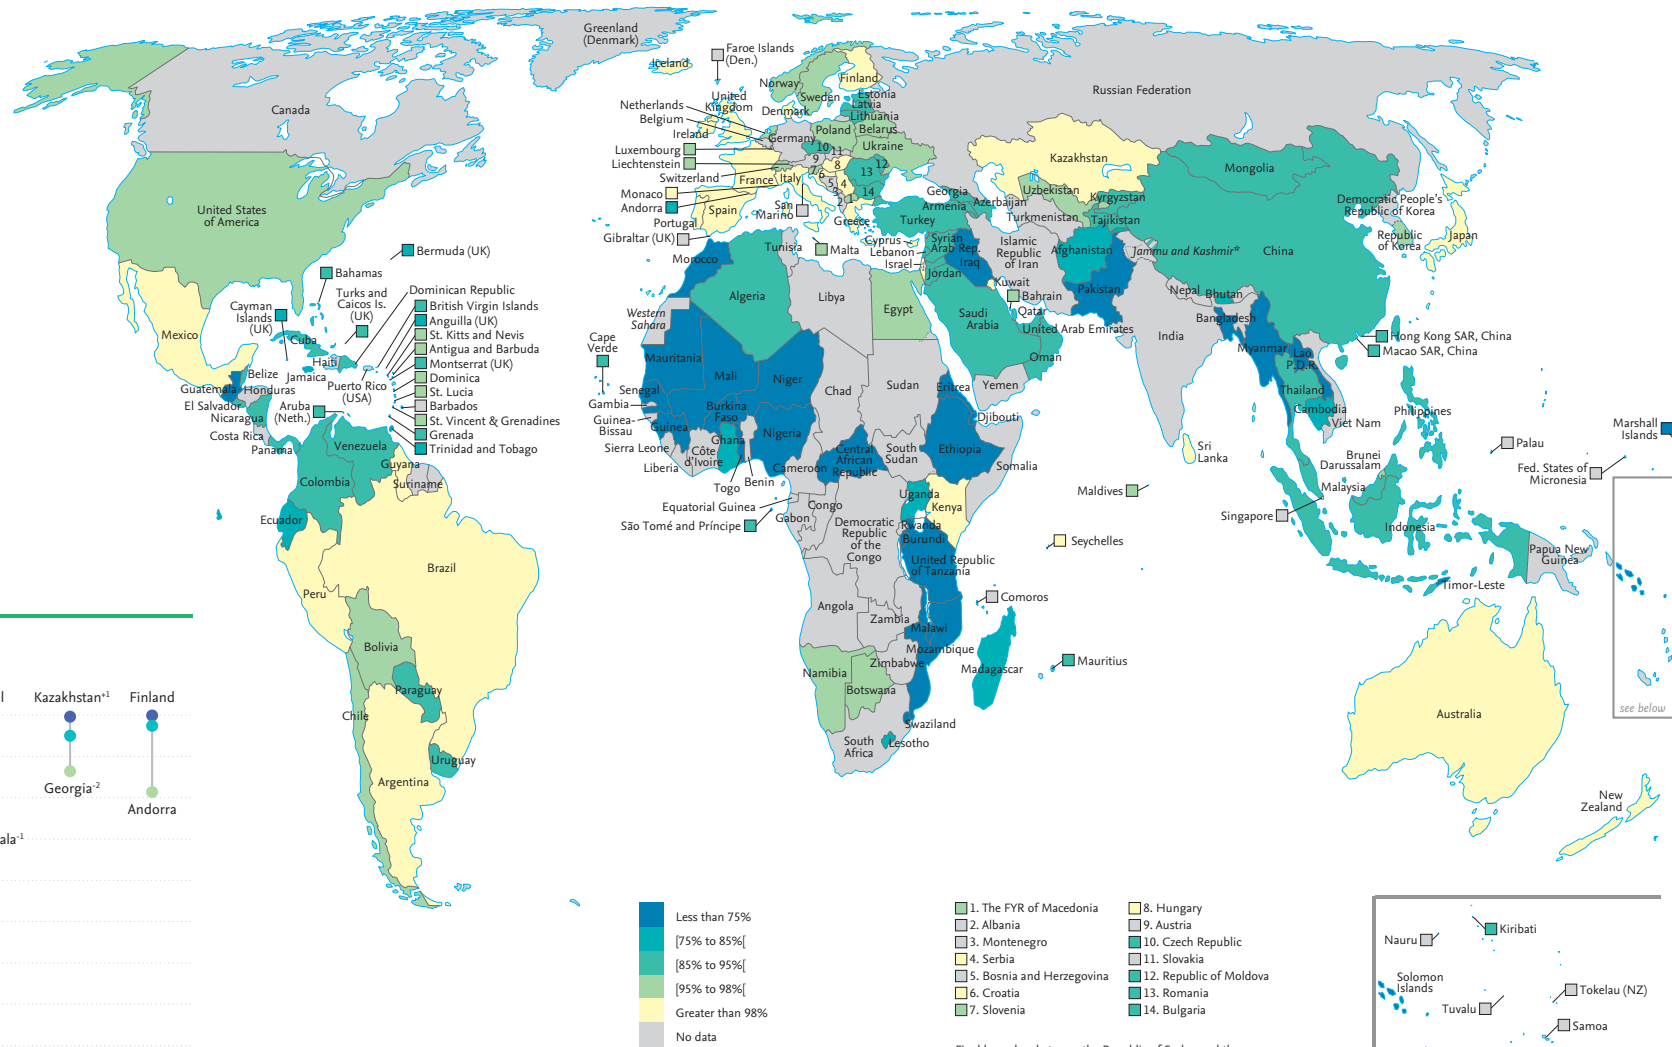 Greenland
(Denmark)
Faroe Islands
(Den.)
Iceland
Finland
Norway
Sweden
Russian Federation
Canada
United
Kingdom
Estonia
Latvia
Lithuania
Denmark
Netherlands
Belgium
Ireland
Germany
Poland
Belarus
Ukraine
Luxembourg
Liechtenstein
Switzerland
France
Italy
10
11
9
8
7
6
5
4
3
2
1
12
13
14
Monaco
Andorra
Spain
Portugal
Gibraltar (UK)
San
Marino
Greece
Malta
Kazakhstan
Mongolia
Uzbekistan
Kyrgyzstan
Georgia
Azerbaijan
Armenia
Turkmenistan
Tajikistan
Turkey
Democratic People's
Republic of Korea
Republic
of Korea
Japan
China
United States
of America
Bermuda (UK)
Bahamas
Turks and
Caicos Is.
(UK)
Dominican Republic
British Virgin Islands
Anguilla (UK)
St. Kitts and Nevis
Antigua and Barbuda
Montserrat (UK)
Dominica
St. Lucia
Barbados
St. Vincent & Grenadines
Grenada
Trinidad and Tobago
Cayman
Islands
(UK)
Cuba
Haiti
Jamaica
Puerto Rico
(USA)
Aruba
(Neth.)
Mexico
Belize
Guatemala
Honduras
El Salvador
Nicaragua
Costa Rica
Panama
Venezuela
Guyana
Suriname
Colombia
Ecuador
Peru
Brazil
Bolivia
Paraguay
Chile
Uruguay
Argentina
Tunisia
Morocco
Algeria
Libya
Egypt
Western
Sahara
Cape
Verde
Mauritania
Mali
Niger
Chad
Sudan
Eritrea
Senegal
Gambia
Guinea-
Bissau
Guinea
Sierra Leone
Liberia
Côte
d'Ivoire
Burkina
Faso
Ghana
Togo
Benin
Nigeria
Cameroon
Central
African
Republic
South
Sudan
Ethiopia
Djibouti
Somalia
Equatorial Guinea
São Tomé and Príncipe
Gabon
Congo
Democratic
Republic
of the
Congo
Uganda
Kenya
Rwanda
Burundi
United Republic
of Tanzania
Seychelles
Comoros
Angola
Zambia
Malawi
Mozambique
Zimbabwe
Namibia
Botswana
Madagascar
Mauritius
Swaziland
Lesotho
South
Africa
Cyprus
Lebanon
Israel
Syrian
Arab Rep.
Iraq
Jordan
Islamic
Republic
of Iran
Afghanistan
Jammu and Kashmir*
Kuwait
Bahrain
Qatar
United Arab Emirates
Saudi
Arabia
Oman
Yemen
Pakistan
Nepal
Bhutan
Bangladesh
India
Myanmar
Lao
P.D.R.
Thailand
Cambodia
Viet Nam
Hong Kong SAR, China
Macao SAR, China
Philippines
Sri
Lanka
Maldives
Brunei
Darussalam
Malaysia
Singapore
Indonesia
Palau
Fed. States of
Micronesia
Marshall
Islands
Papua New
Guinea
Timor-Leste
Australia
New
Zealand
see below
l
Kazakhstan+1
Finland
Georgia-2
Andorra
ala-1
Less than 75%
[75% to 85%[
[85% to 95%[
[95% to 98%[
Greater than 98%
No data
1. The FYR of Macedonia
2. Albania
3. Montenegro
4. Serbia
5. Bosnia and Herzegovina
6. Croatia
7. Slovenia
8. Hungary
9. Austria
10. Czech Republic
11. Slovakia
12. Republic of Moldova
13. Romania
14. Bulgaria
Nauru
Kiribati
Solomon
Islands
Tuvalu
Tokelau (NZ)
Samoa